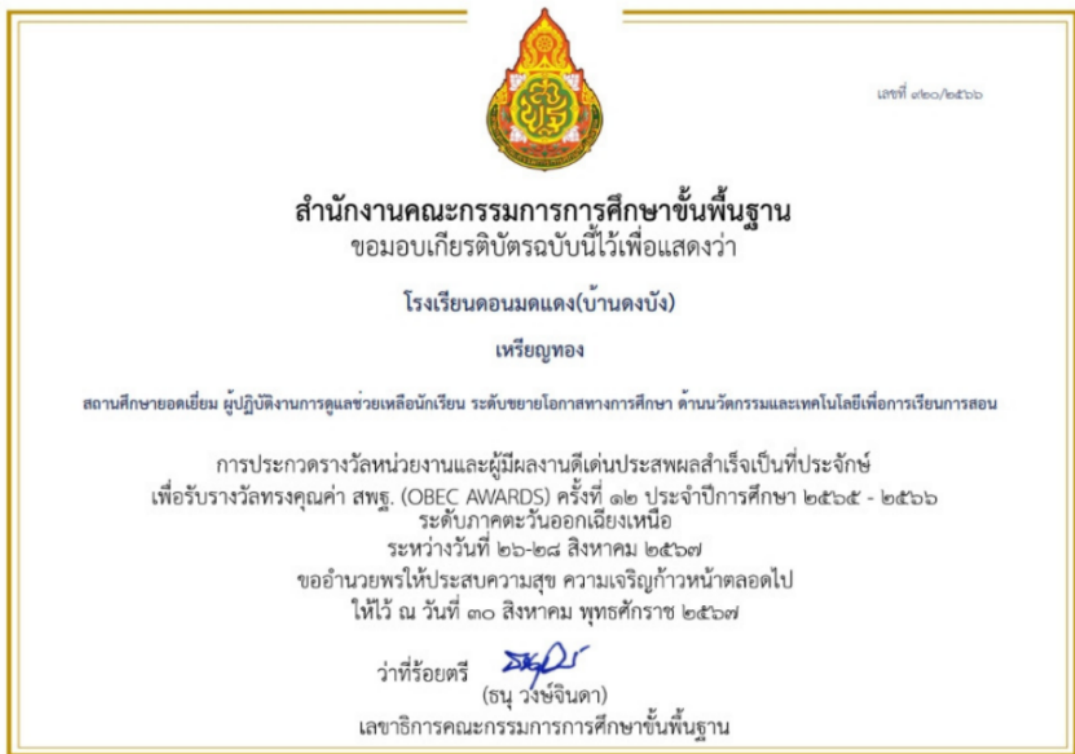 เลขที่ ๙๒๐/๒๕๖๖
สำนักงานคณะกรรมการการศึกษาขั้นพื้นฐาน
ขอมอบเกียรติบัตรฉบับนี้ไว้เพื่อแสดงว่า
โรงเรียนดอนมดแดง(บ้านดงบัง)
เหรียญทอง
สถานศึกษายอดเยี่ยม ผู้ปฏิบัติงานการดูแลช่วยเหลือนักเรียน ระดับขยายโอกาสทางการศึกษา ด้านนวัตกรรมและเทคโนโลยีเพื่อการเรียนการสอน
การประกวดรางวัลหน่วยงานและผู้มีผลงานดีเด่นประสพผลสำเร็จเป็นที่ประจักษ์
เพื่อรับรางวัลทรงคุณค่า สพฐ. (OBEC AWARDS) ครั้งที่ ๑๒ ประจำปีการศึกษา ๒๕๖๕ - ๒๕๖๖
ระดับภาคตะวันออกเฉียงเหนือ
ระหว่างวันที่ ๒๖-๒๘ สิงหาคม ๒๕๖๗
ขออำนวยพรให้ประสบความสุข ความเจริญก้าวหน้าตลอดไป
ให้ไว้ ณ วันที่ ๓๐ สิงหาคม พุทธศักราช ๒๕๖๗
ว่าที่ร้อยตรี
(ธนุ วงษ์จินดา)
เลขาธิการคณะกรรมการการศึกษาขั้นพื้นฐาน